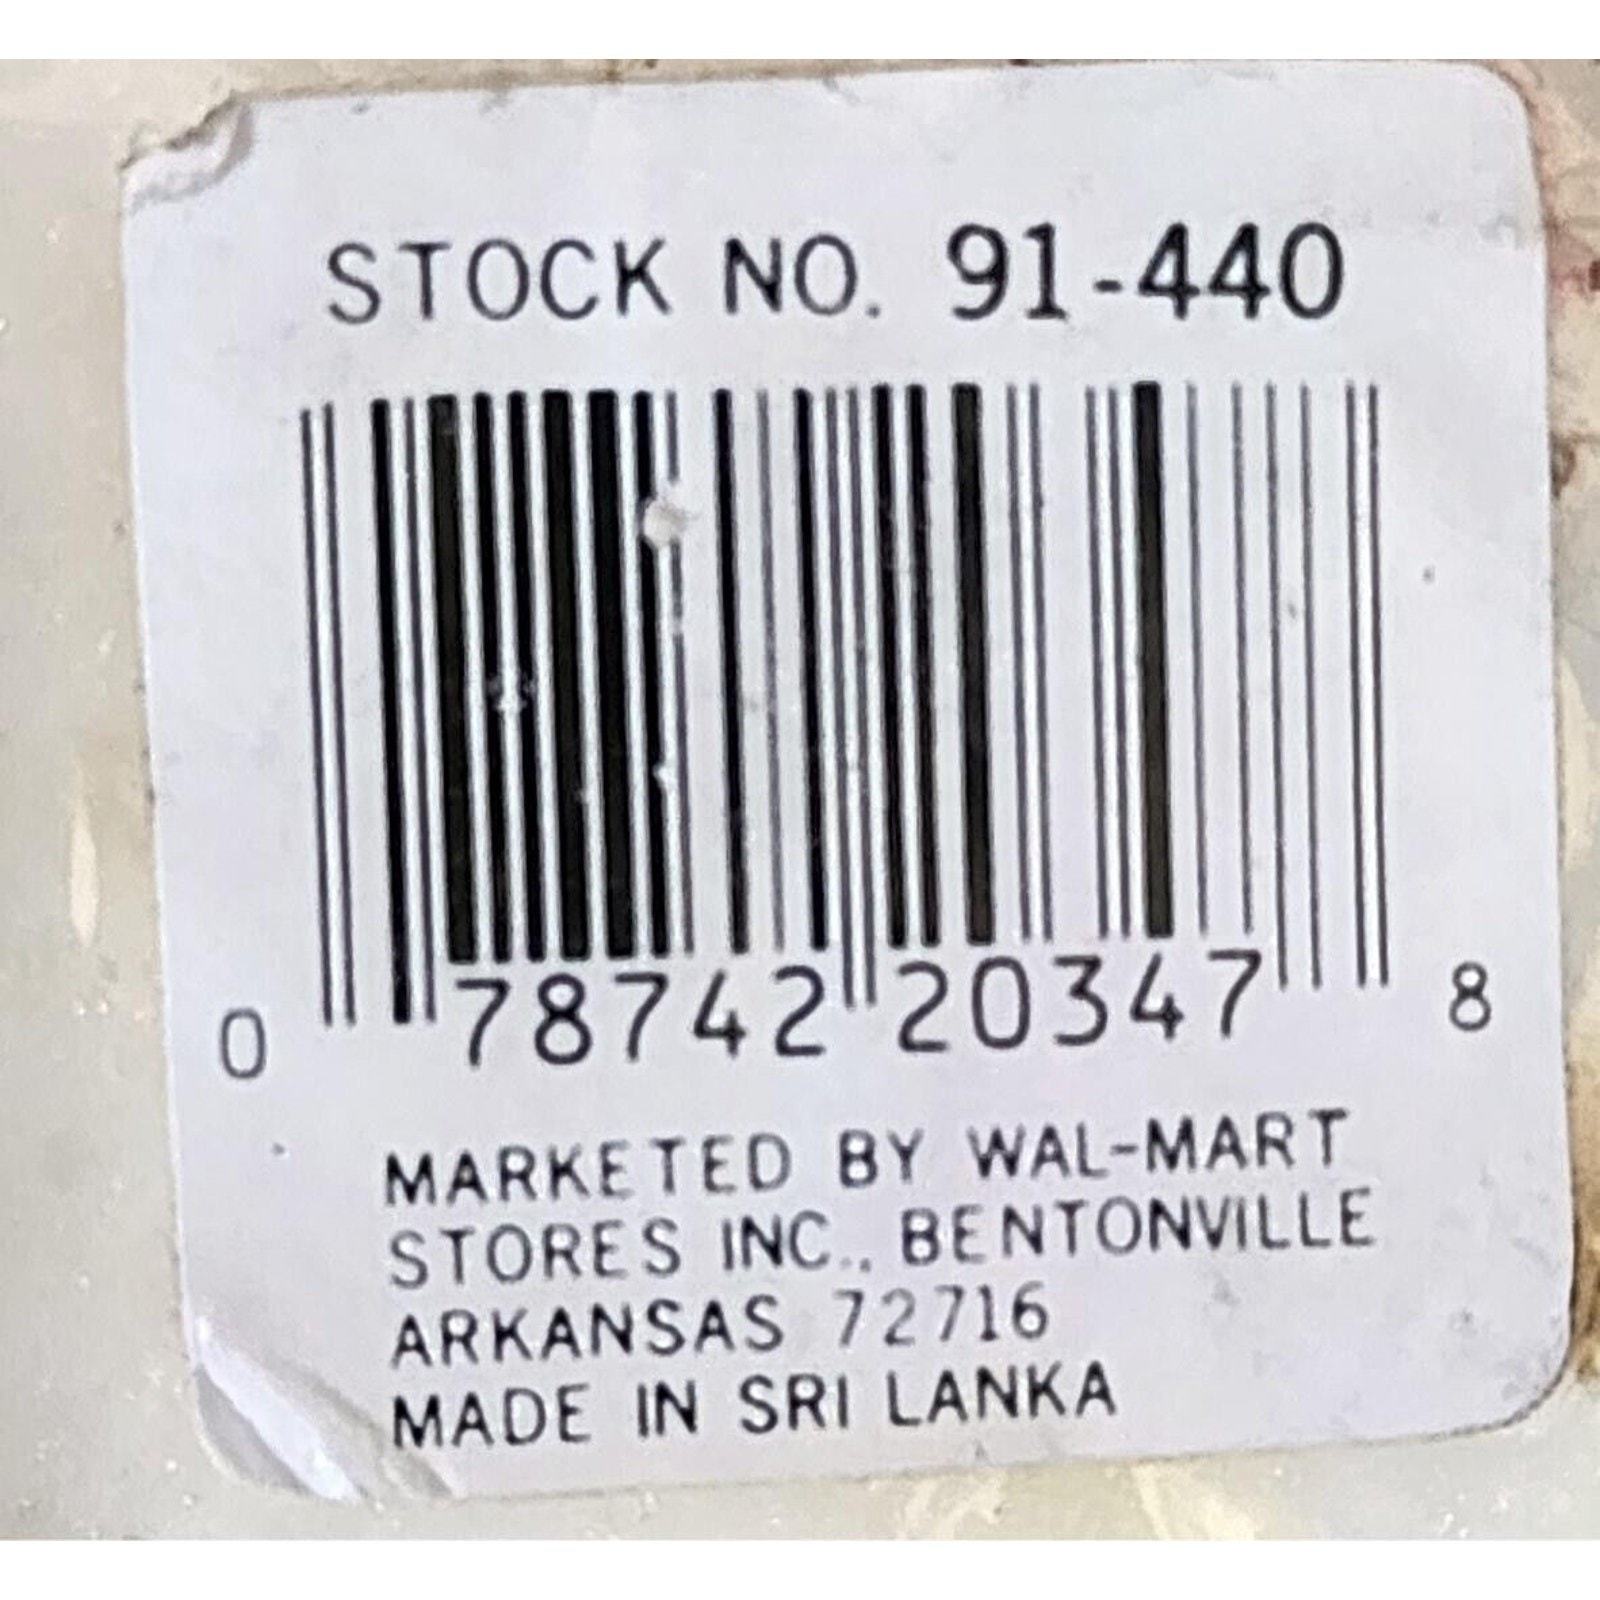 STOCK NO. 91-440
0 78742 20347 8
MARKETED BY WAL-MART
STORES INC., BENTONVILLE
ARKANSAS 72716
MADE IN SRI LANKA